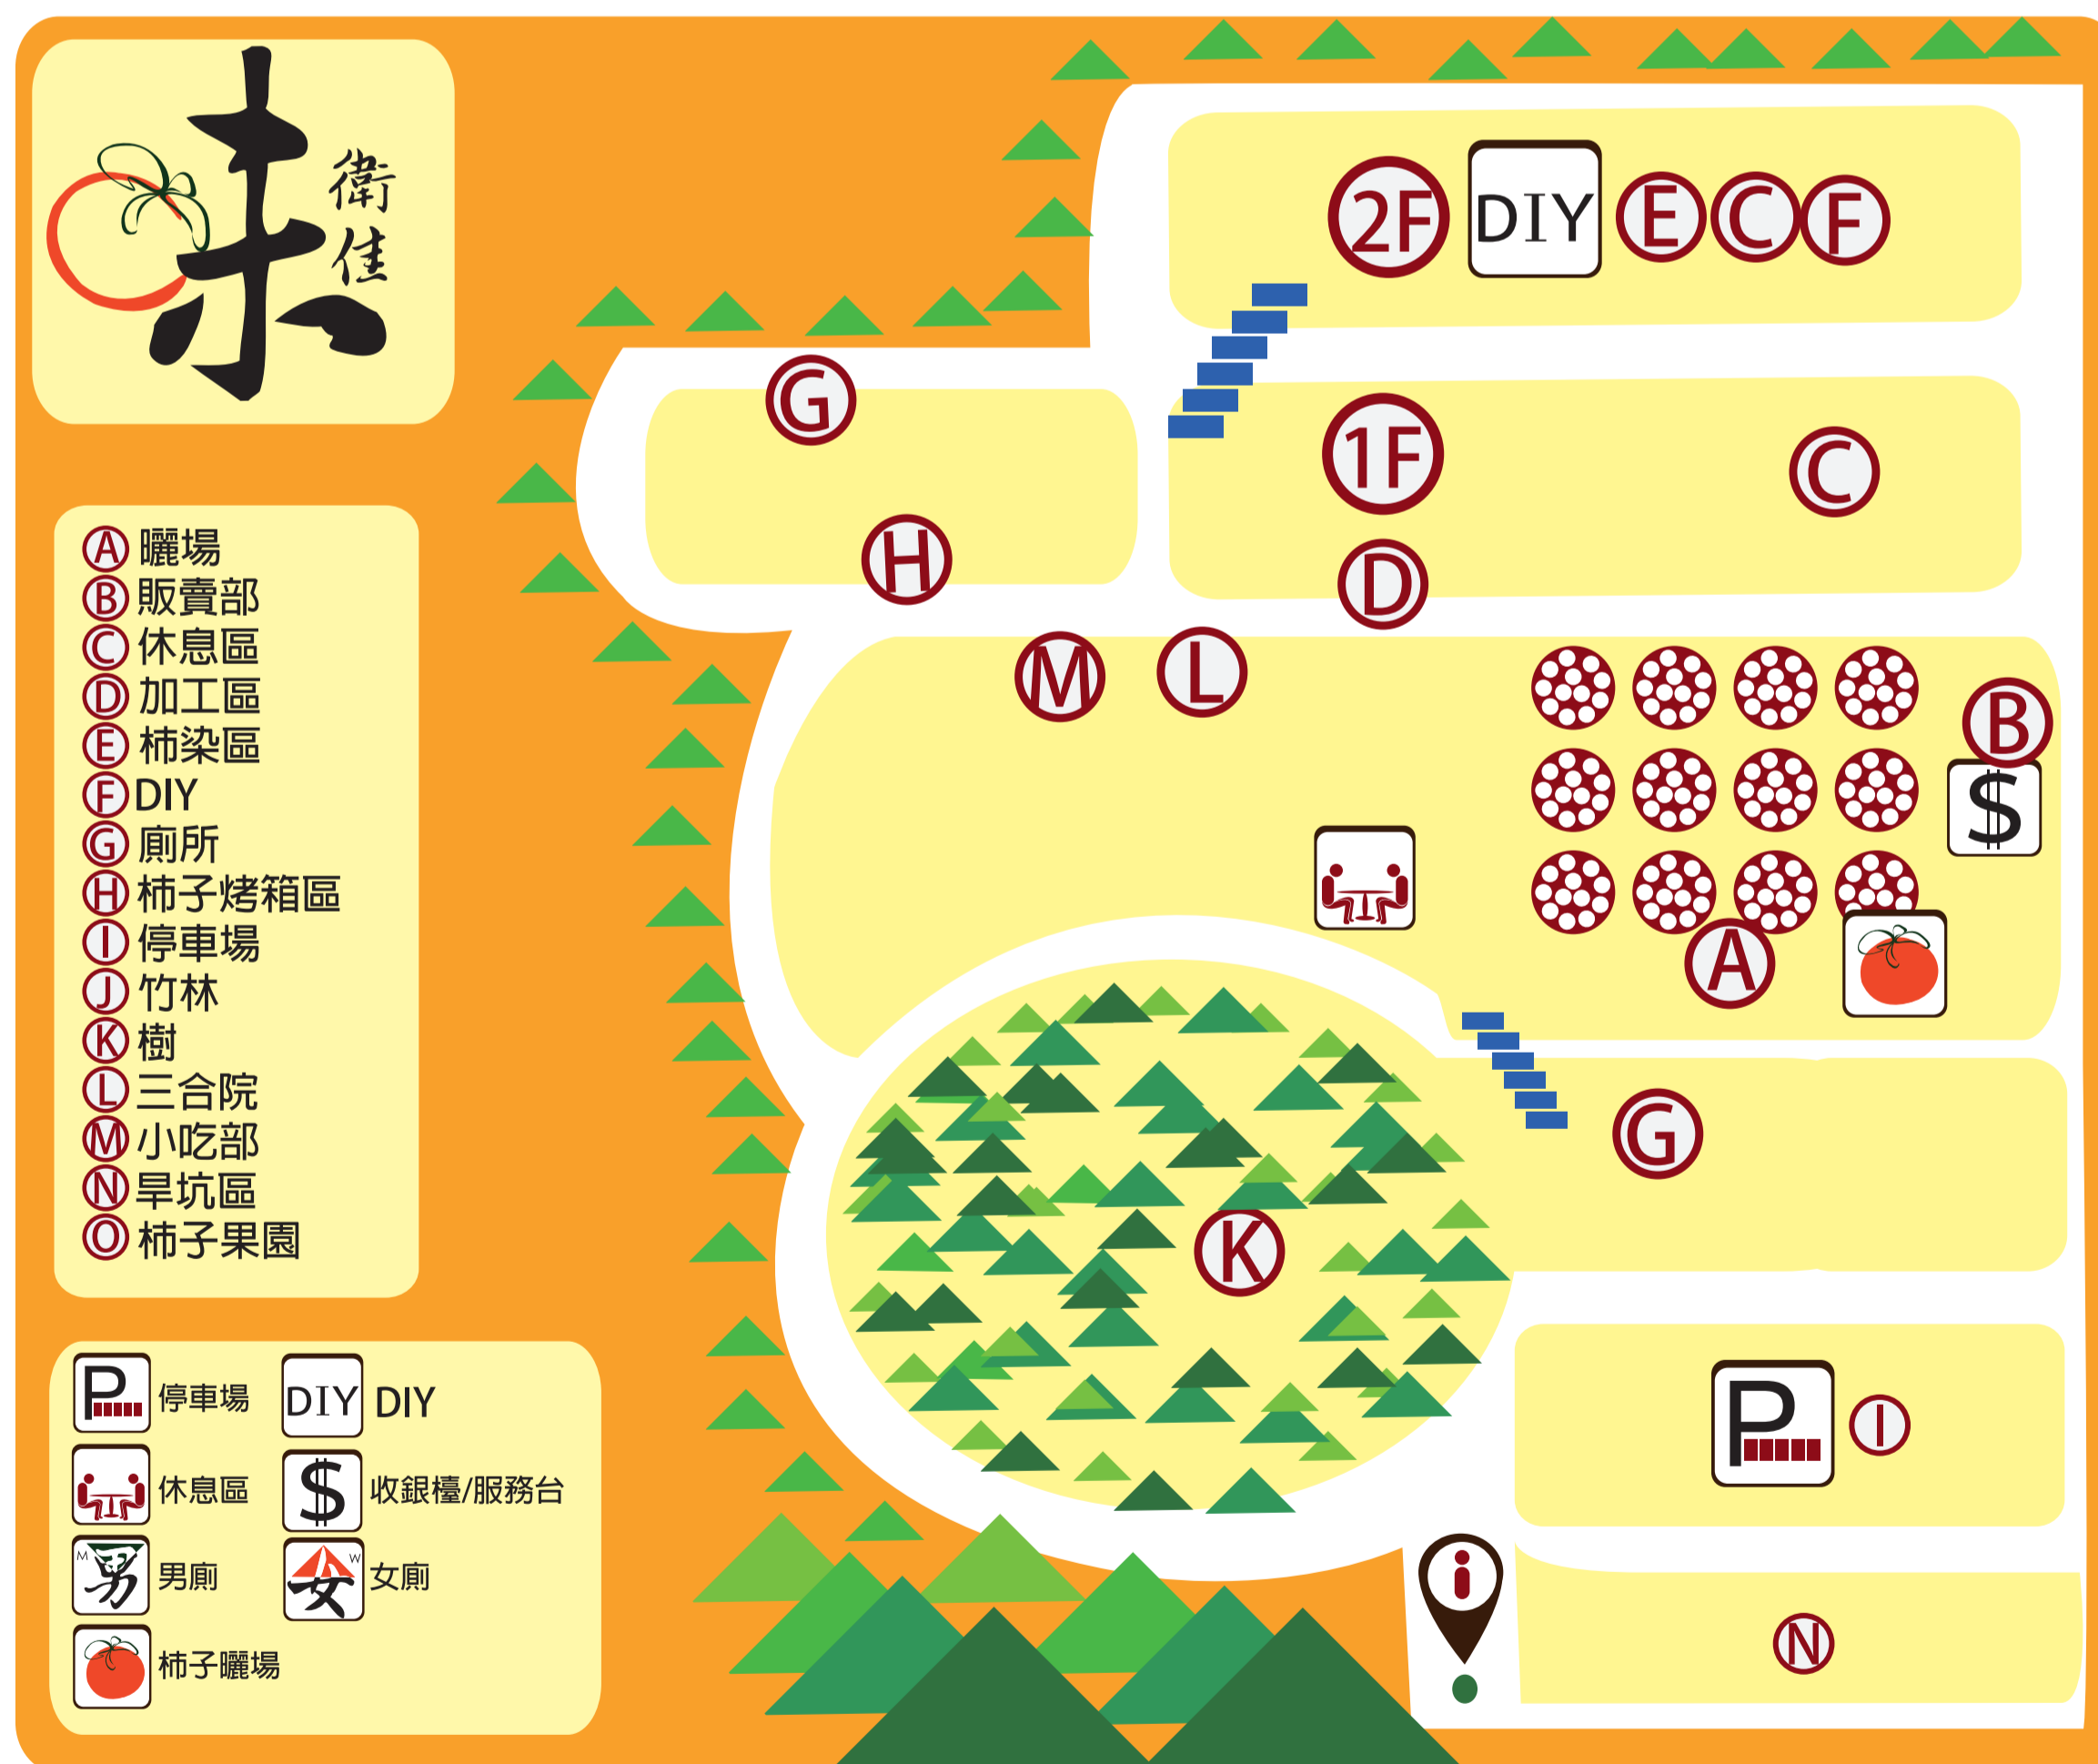 味
衛佳
A 曬場
B 販賣部
C 休息區
D 加工區
E 柿染區
F DIY
G 廁所
H 柿子烤箱區
I 停車場
J 竹林
K 樹
L 三合院
M 小吃部
N 旱坑區
O 柿子果園
P 停車場
DIY DIY
休息區
$ 收銀檯/服務台
M 男 男廁
女 W 女廁
柿子曬場
2F DIY E C F
G
1F C
H
D
M L
B
$
A
G
K
P I
i
N